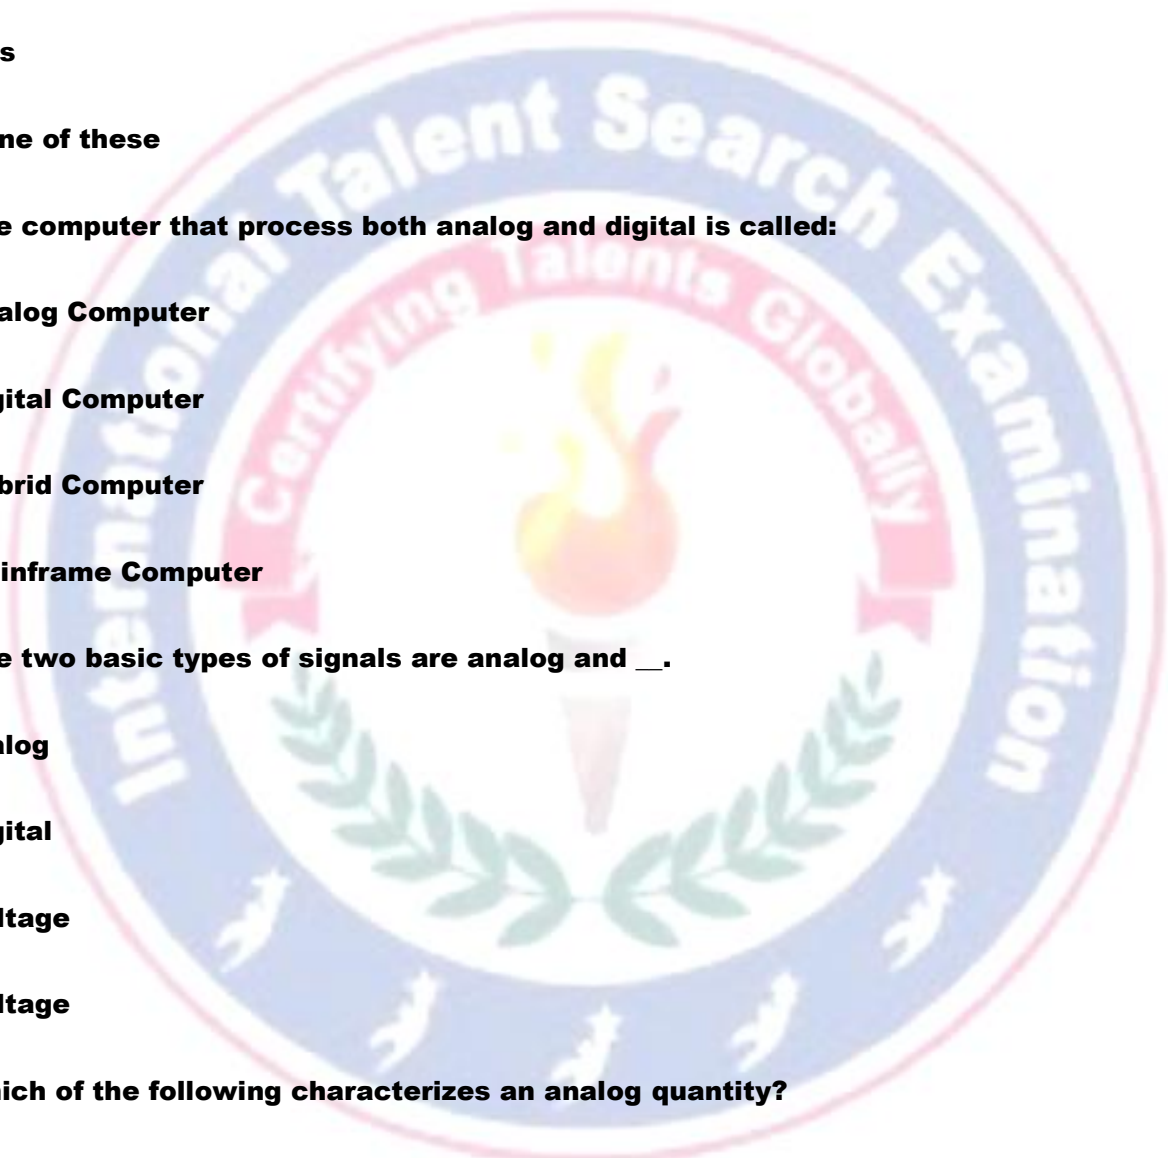 s
ne of these
e computer that process both analog and digital is called:
alog Computer
gital Computer
brid Computer
inframe Computer
e two basic types of signals are analog and __.
alog
gital
ltage
ltage
ich of the following characterizes an analog quantity?
International Talent Search Examination
Certifying Talents Globally